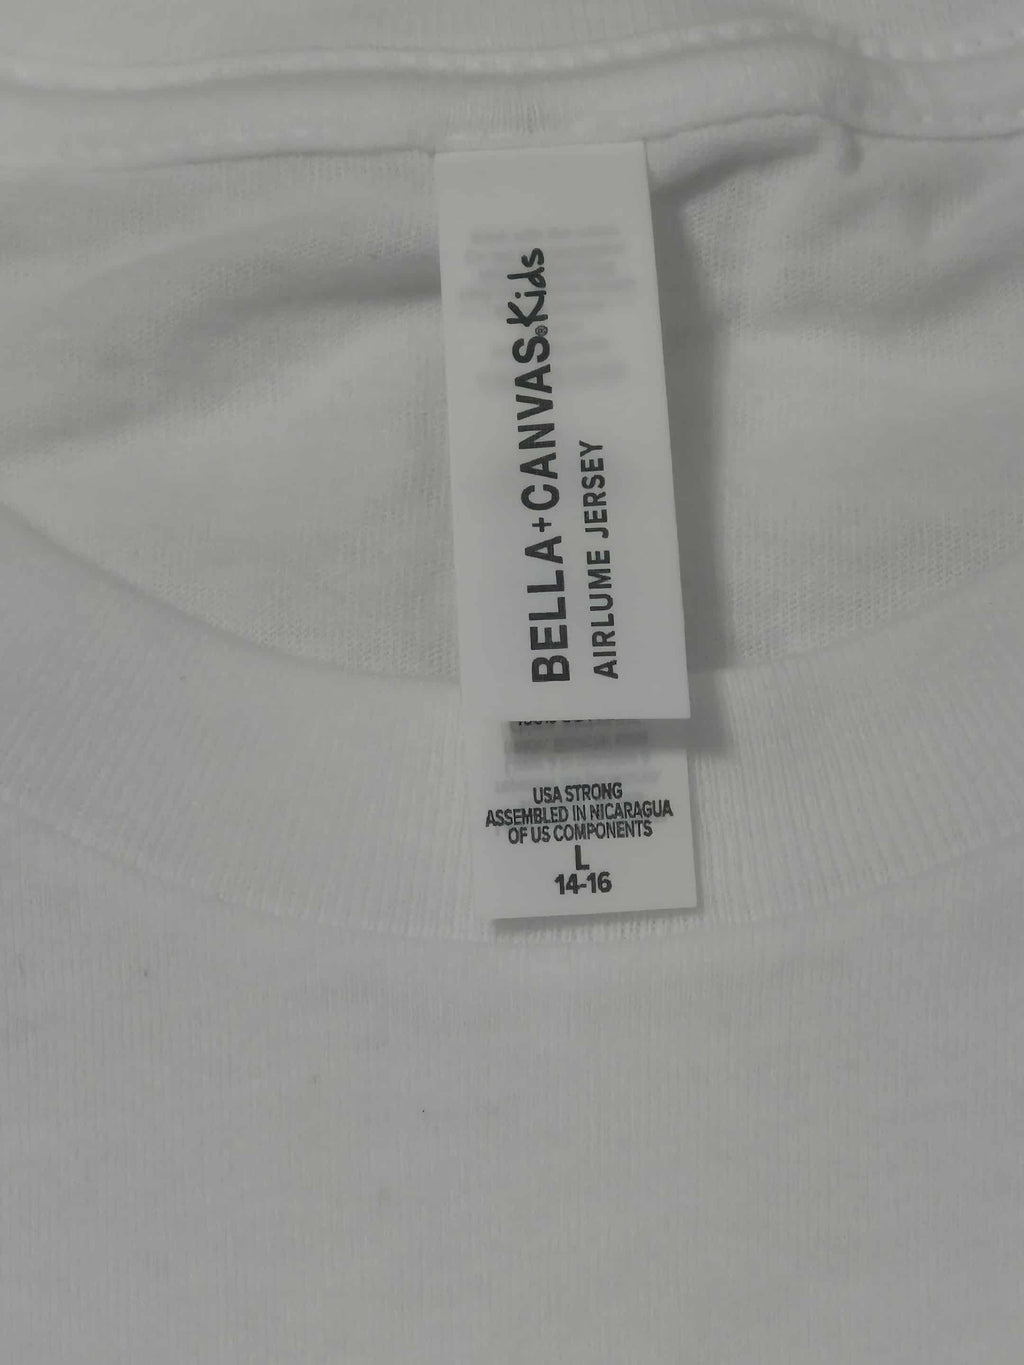 BELLA+CANVAS®Kids
AIRLUME JERSEY
USA STRONG
ASSEMBLED IN NICARAGUA
OF US COMPONENTS
L
14-16